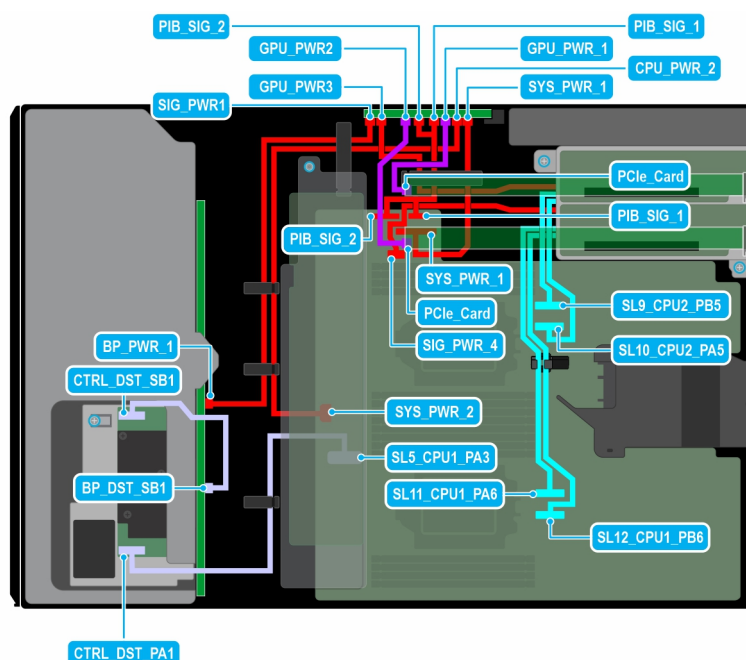 PIB_SIG_2
PIB_SIG_1
GPU_PWR2
GPU_PWR_1
CPU_PWR_2
GPU_PWR3
SYS_PWR_1
SIG_PWR1
PCIe_Card
PIB_SIG_1
PIB_SIG_2
SYS_PWR_1
SL9_CPU2_PB5
PCIe_Card
BP_PWR_1
SIG_PWR_4
SL10_CPU2_PA5
CTRL_DST_SB1
SYS_PWR_2
SL5_CPU1_PA3
BP_DST_SB1
SL11_CPU1_PA6
SL12_CPU1_PB6
CTRL_DST_PA1